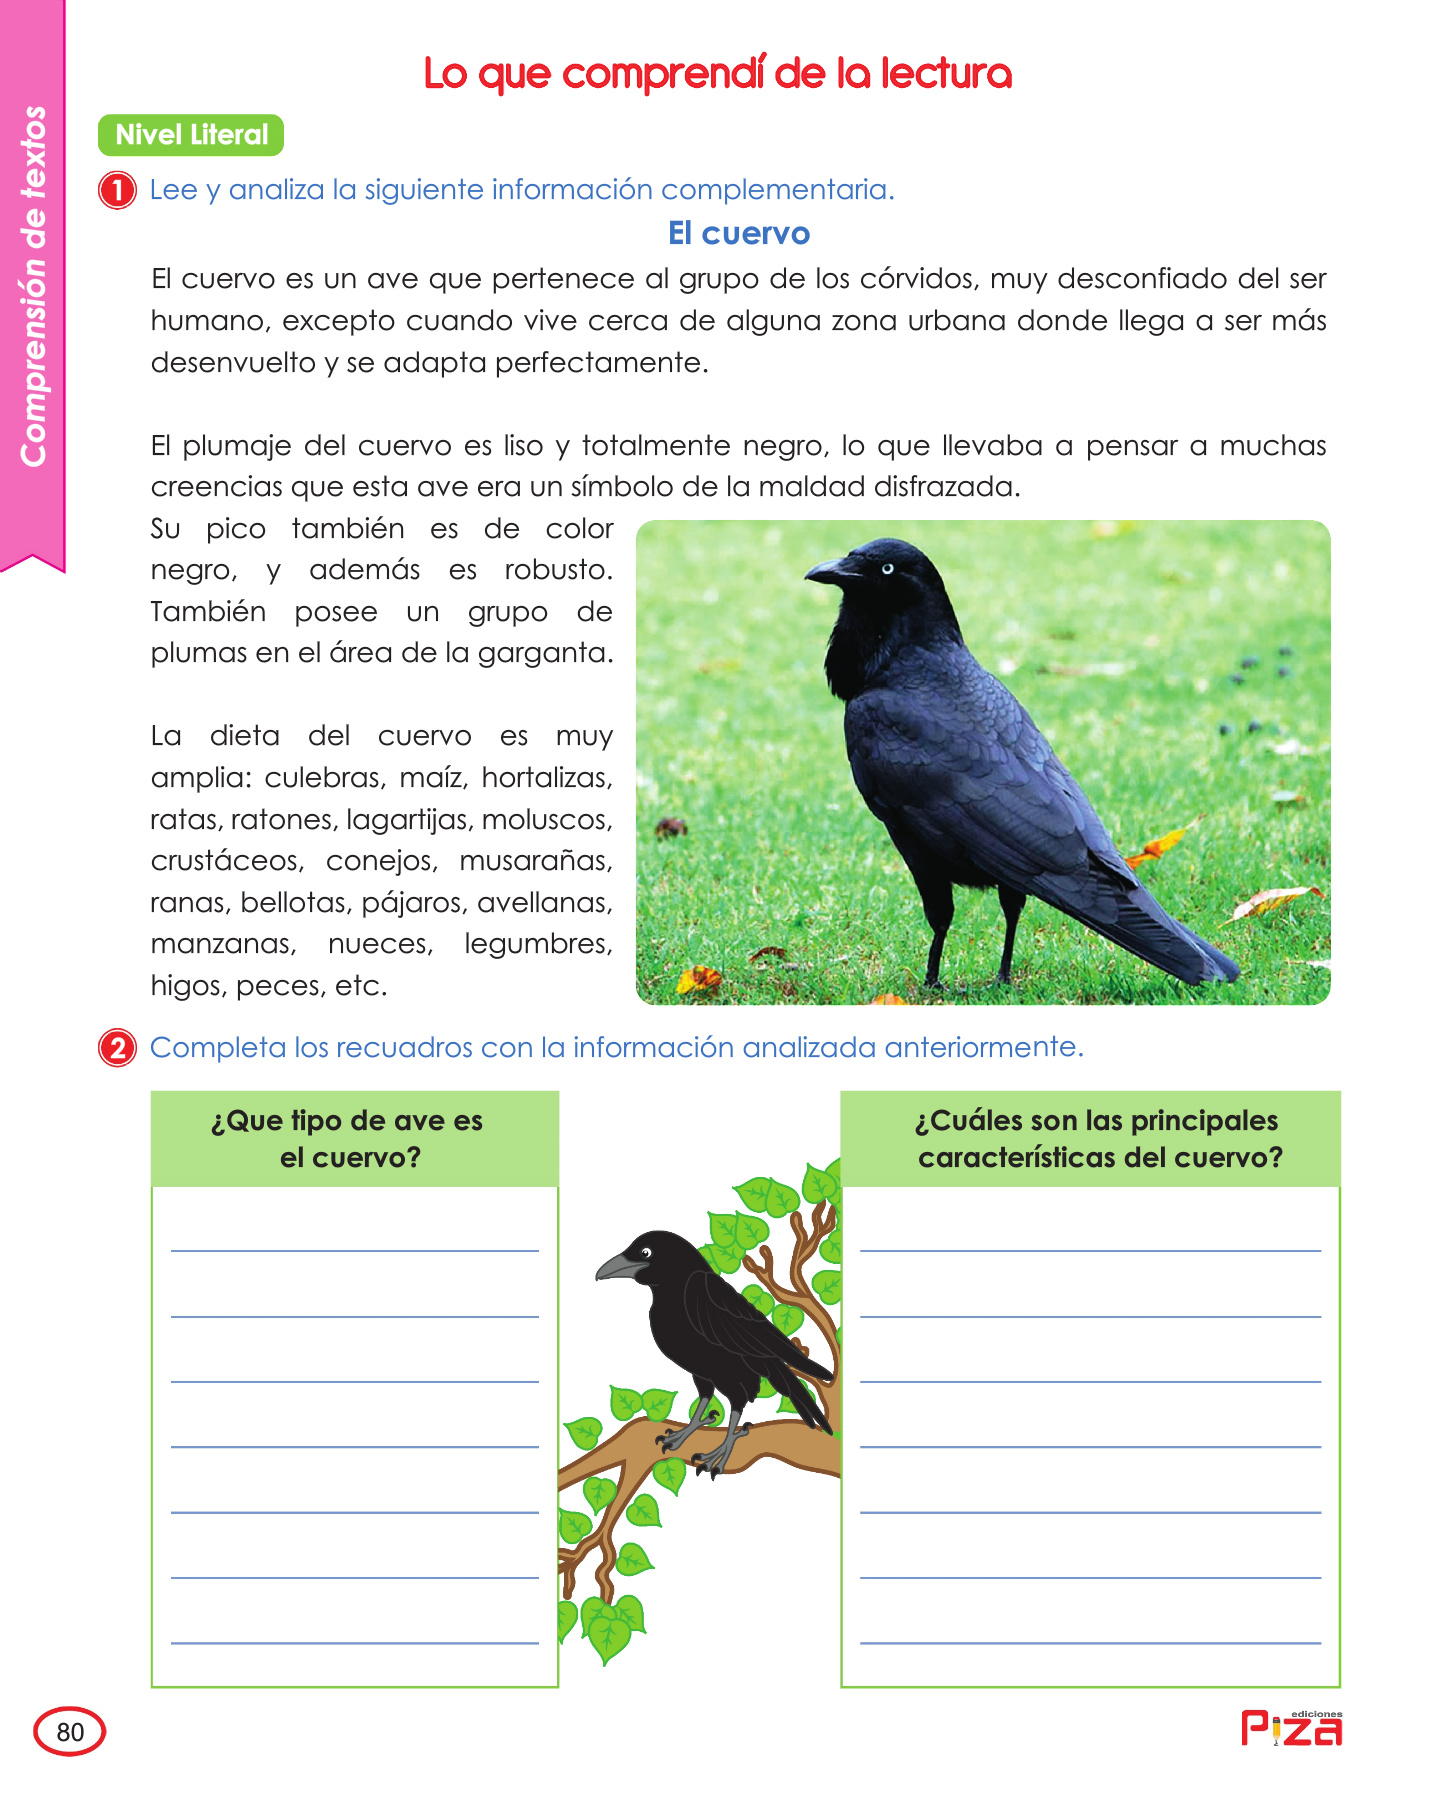 Comprensión de textos
Lo que comprendí de la lectura
Nivel Literal
1 Lee y analiza la siguiente información complementaria.
El cuervo
El cuervo es un ave que pertenece al grupo de los córvidos, muy desconfiado del ser
humano, excepto cuando vive cerca de alguna zona urbana donde llega a ser más
desenvuelto y se adapta perfectamente.
El plumaje del cuervo es liso y totalmente negro, lo que llevaba a pensar a muchas
creencias que esta ave era un símbolo de la maldad disfrazada.
Su pico también es de color
negro, y además es robusto.
También posee un grupo de
plumas en el área de la garganta.
La dieta del cuervo es muy
amplia: culebras, maíz, hortalizas,
ratas, ratones, lagartijas, moluscos,
crustáceos, conejos, musarañas,
ranas, bellotas, pájaros, avellanas,
manzanas, nueces, legumbres,
higos, peces, etc.
2 Completa los recuadros con la información analizada anteriormente.
¿Que tipo de ave es
el cuervo?
¿Cuáles son las principales
características del cuervo?
80
ediciones
Piza